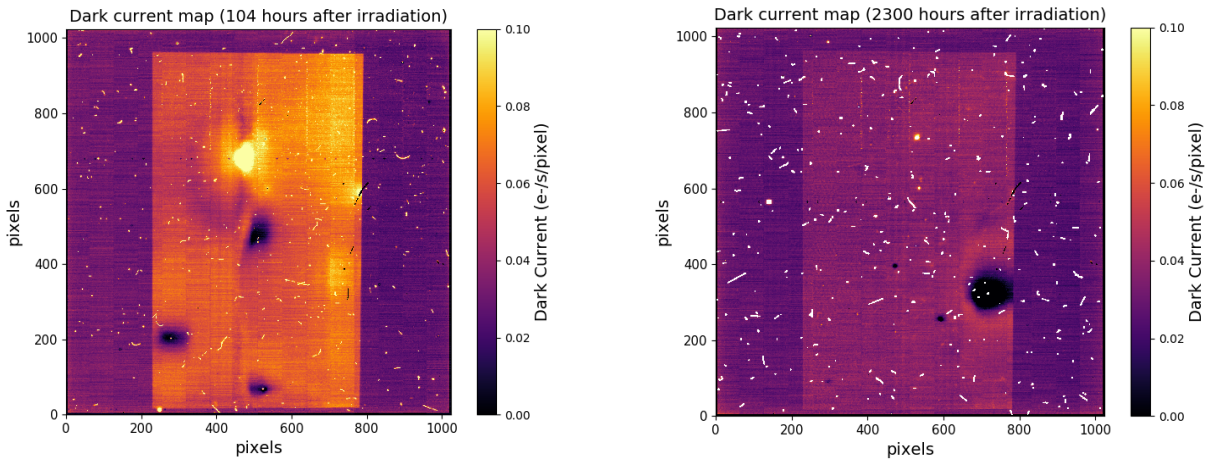 Dark current map (104 hours after irradiation)
1000
800
600
400
200
0
pixels
0 200 400 600 800 1000
pixels
0.10
0.08
0.06
0.04
0.02
0.00
Dark Current (e-/s/pixel)
Dark current map (2300 hours after irradiation)
1000
800
600
400
200
0
pixels
0 200 400 600 800 1000
pixels
0.10
0.08
0.06
0.04
0.02
0.00
Dark Current (e-/s/pixel)